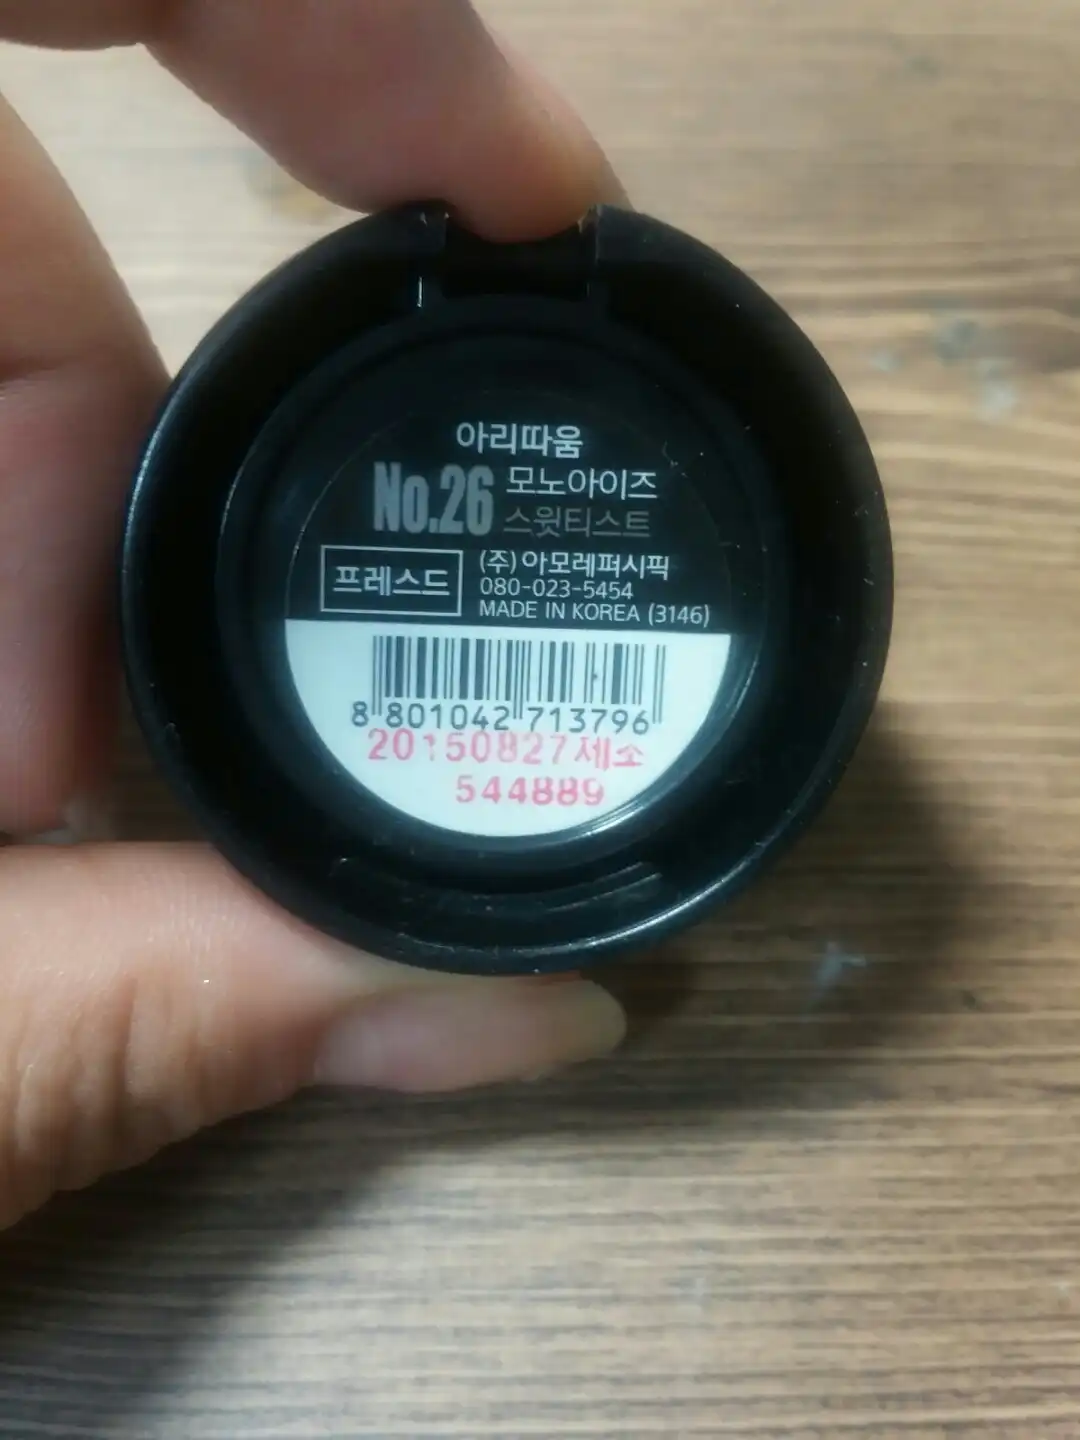 아리따움
No.26 모노아이즈
스윗티스트
프레스드
(주)아모레퍼시픽
080-023-5454
MADE IN KOREA (3146)
8 801042 713796
20150827제조
544889